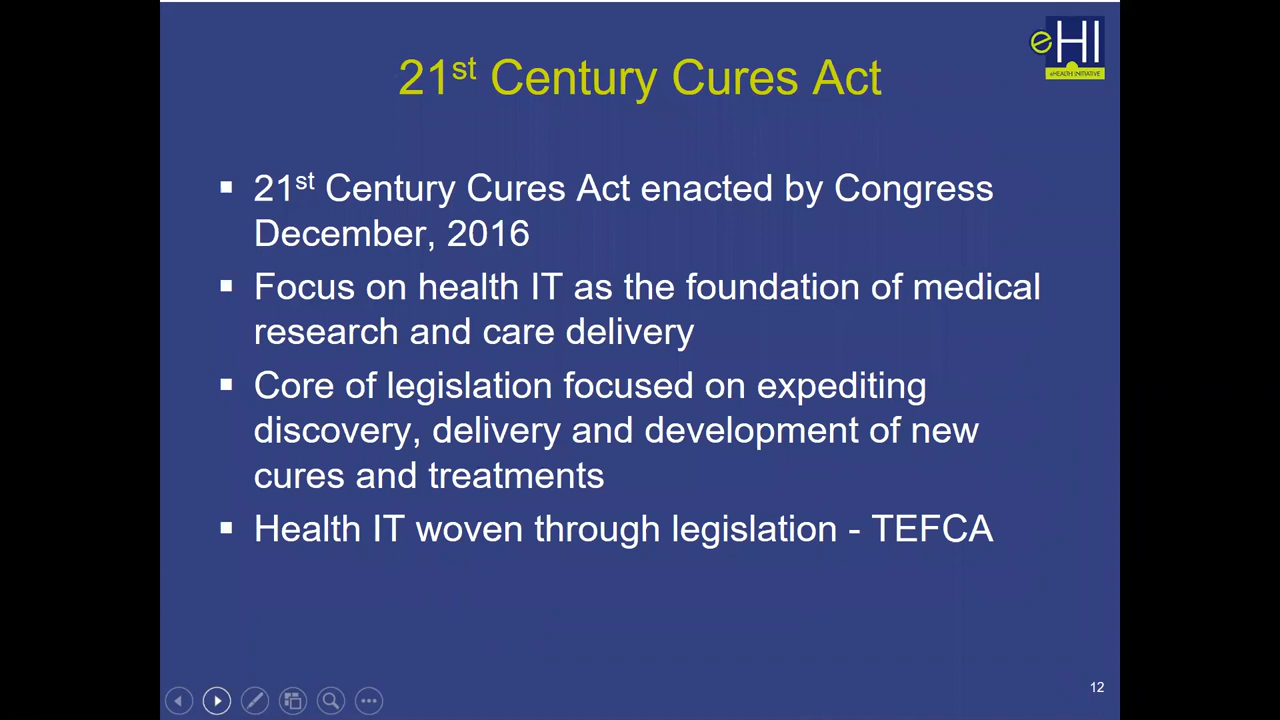 eHI
eHEALTH INITIATIVE
21st Century Cures Act
▪ 21st Century Cures Act enacted by Congress
December, 2016
▪ Focus on health IT as the foundation of medical
research and care delivery
▪ Core of legislation focused on expediting
discovery, delivery and development of new
cures and treatments
▪ Health IT woven through legislation - TEFCA
12